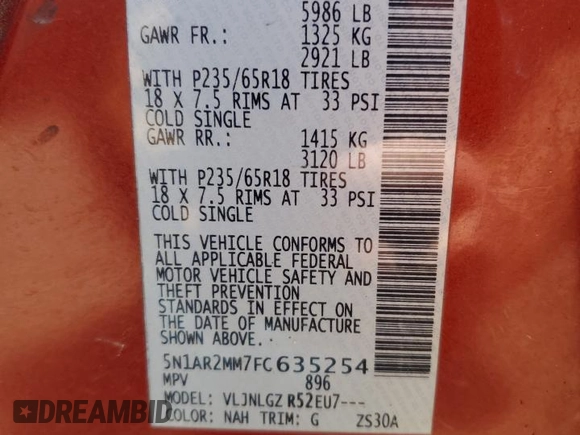 5986 LB
GAWR FR.: 1325 KG
2921 LB
WITH P235/65R18 TIRES
18 X 7.5 RIMS AT 33 PSI
COLD SINGLE
GAWR RR.: 1415 KG
3120 LB
WITH P235/65R18 TIRES
18 X 7.5 RIMS AT 33 PSI
COLD SINGLE
THIS VEHICLE CONFORMS TO
ALL APPLICABLE FEDERAL
MOTOR VEHICLE SAFETY AND
THEFT PREVENTION
STANDARDS IN EFFECT ON
THE DATE OF MANUFACTURE
SHOWN ABOVE.
5N1AR2MM7FC635254
MPV 896
MODEL: VLJNLGZ R52EU7---
COLOR: NAH TRIM: G ZS30A
BIDHISTORY